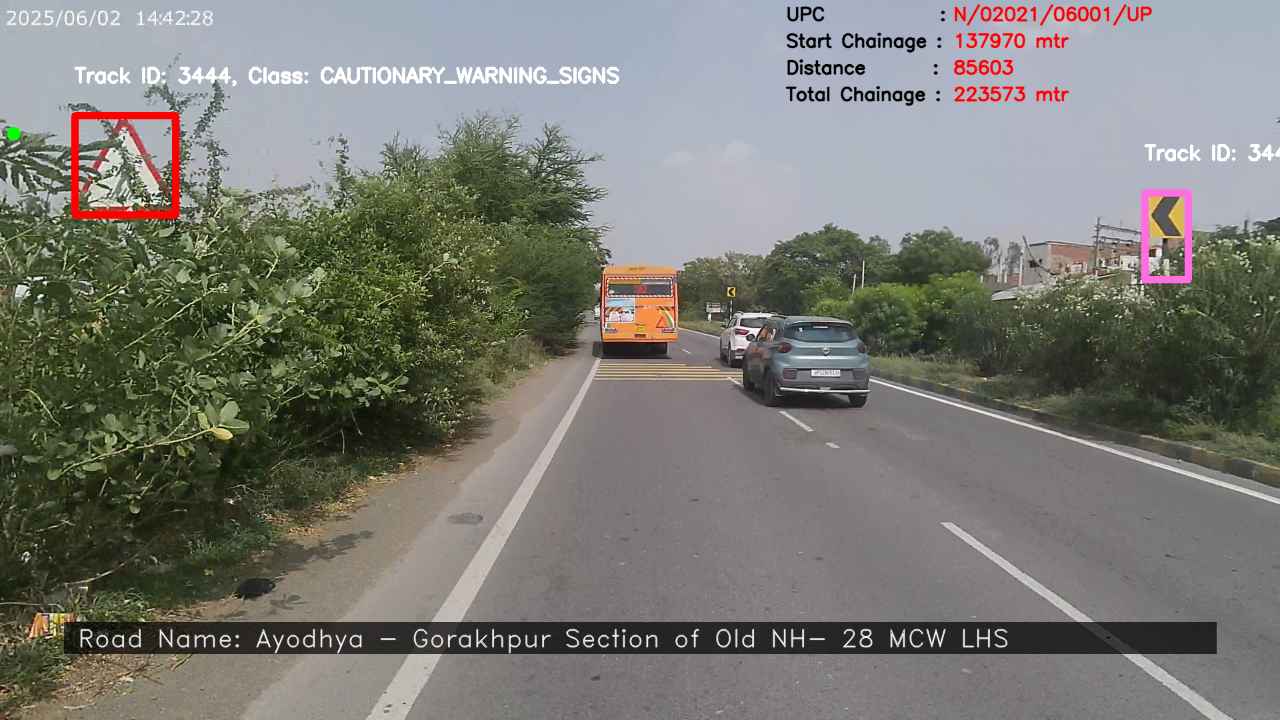 2025/06/02 14:42:28
UPC : N/02021/06001/UP
Start Chainage : 137970 mtr
Distance : 85603
Total Chainage : 223573 mtr
Track ID: 3444, Class: CAUTIONARY_WARNING_SIGNS
Track ID: 344
Road Name: Ayodhya - Gorakhpur Section of Old NH- 28 MCW LHS